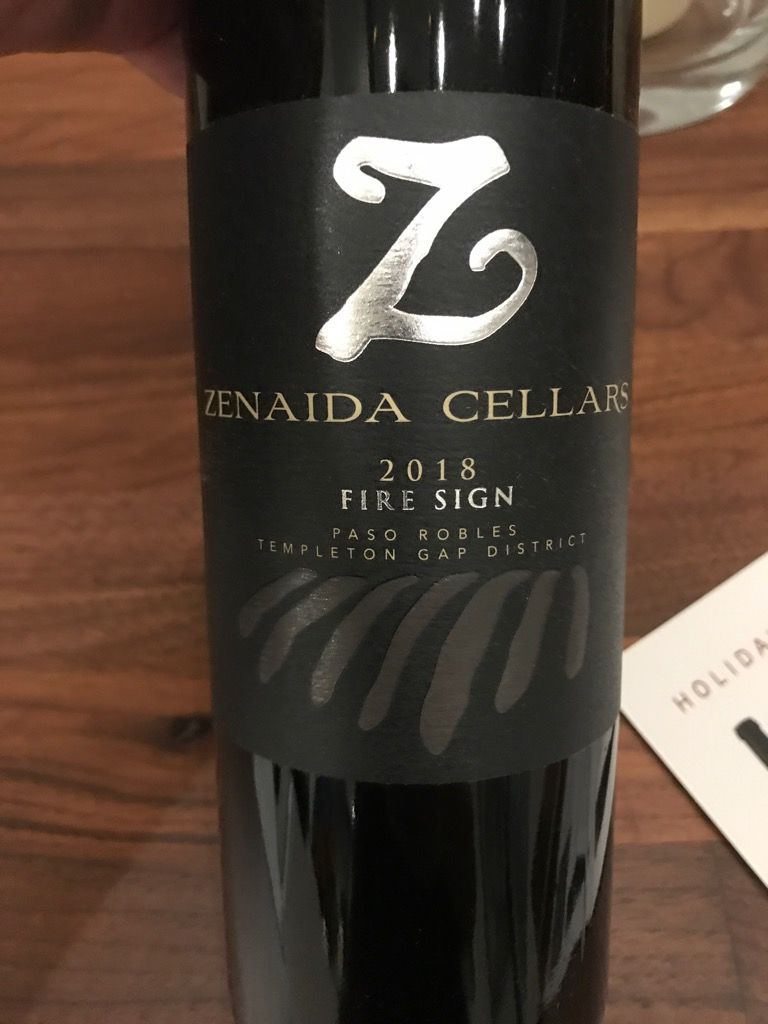 Z
ZENAIDA CELLARS
2018
FIRE SIGN
PASO ROBLES
TEMPLETON GAP DISTRICT